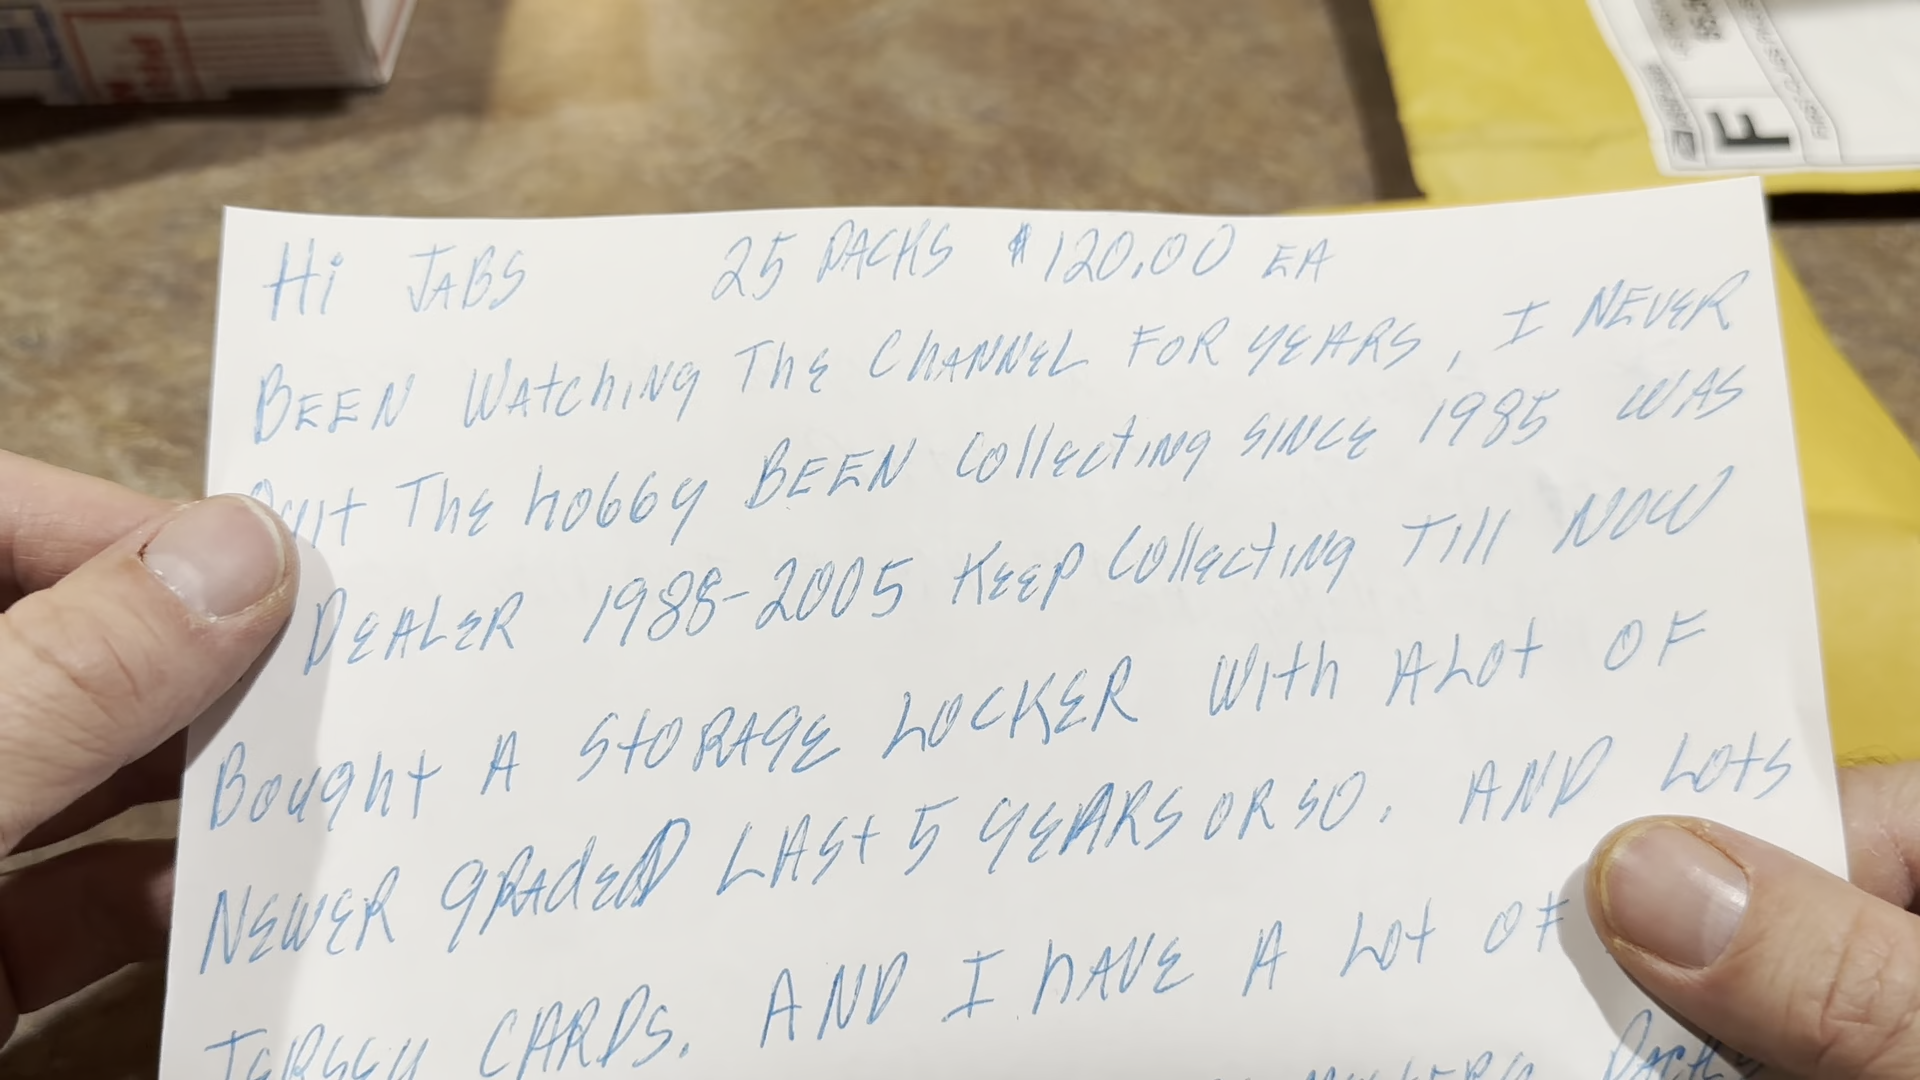 Hi JABS 25 PACKS $120.00 EA
BEEN WAtchiNg ThE ChANNEL FOR YEARS, I NEVER
Quit ThE hobby BEEN collectiNg SINCE 1985 WAS
DEALER 1988-2005 KEEP CollectiNg Till NOW
Bought A StORAgE LOCKER With ALot OF
NEWER gRAdED LASt 5 YEARS OR SO. AND Lots
JERSEY CARDS. AND I hAVE A Lot OF
PACKS
F